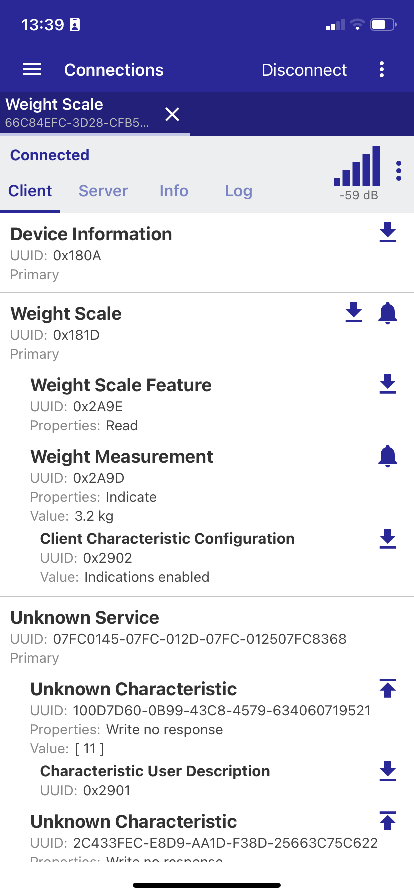 13:39
Connections
Disconnect
Weight Scale
66C84EFC-3D28-CFB5...
Connected
Client Server Info Log
-59 dB
Device Information
UUID: 0x180A
Primary
Weight Scale
UUID: 0x181D
Primary
Weight Scale Feature
UUID: 0x2A9E
Properties: Read
Weight Measurement
UUID: 0x2A9D
Properties: Indicate
Value: 3.2 kg
Client Characteristic Configuration
UUID: 0x2902
Value: Indications enabled
Unknown Service
UUID: 07FC0145-07FC-012D-07FC-012507FC8368
Primary
Unknown Characteristic
UUID: 100D7D60-0B99-43C8-4579-634060719521
Properties: Write no response
Value: [ 11 ]
Characteristic User Description
UUID: 0x2901
Unknown Characteristic
UUID: 2C433FEC-E8D9-AA1D-F38D-25663C75C622
Properties: Write no response